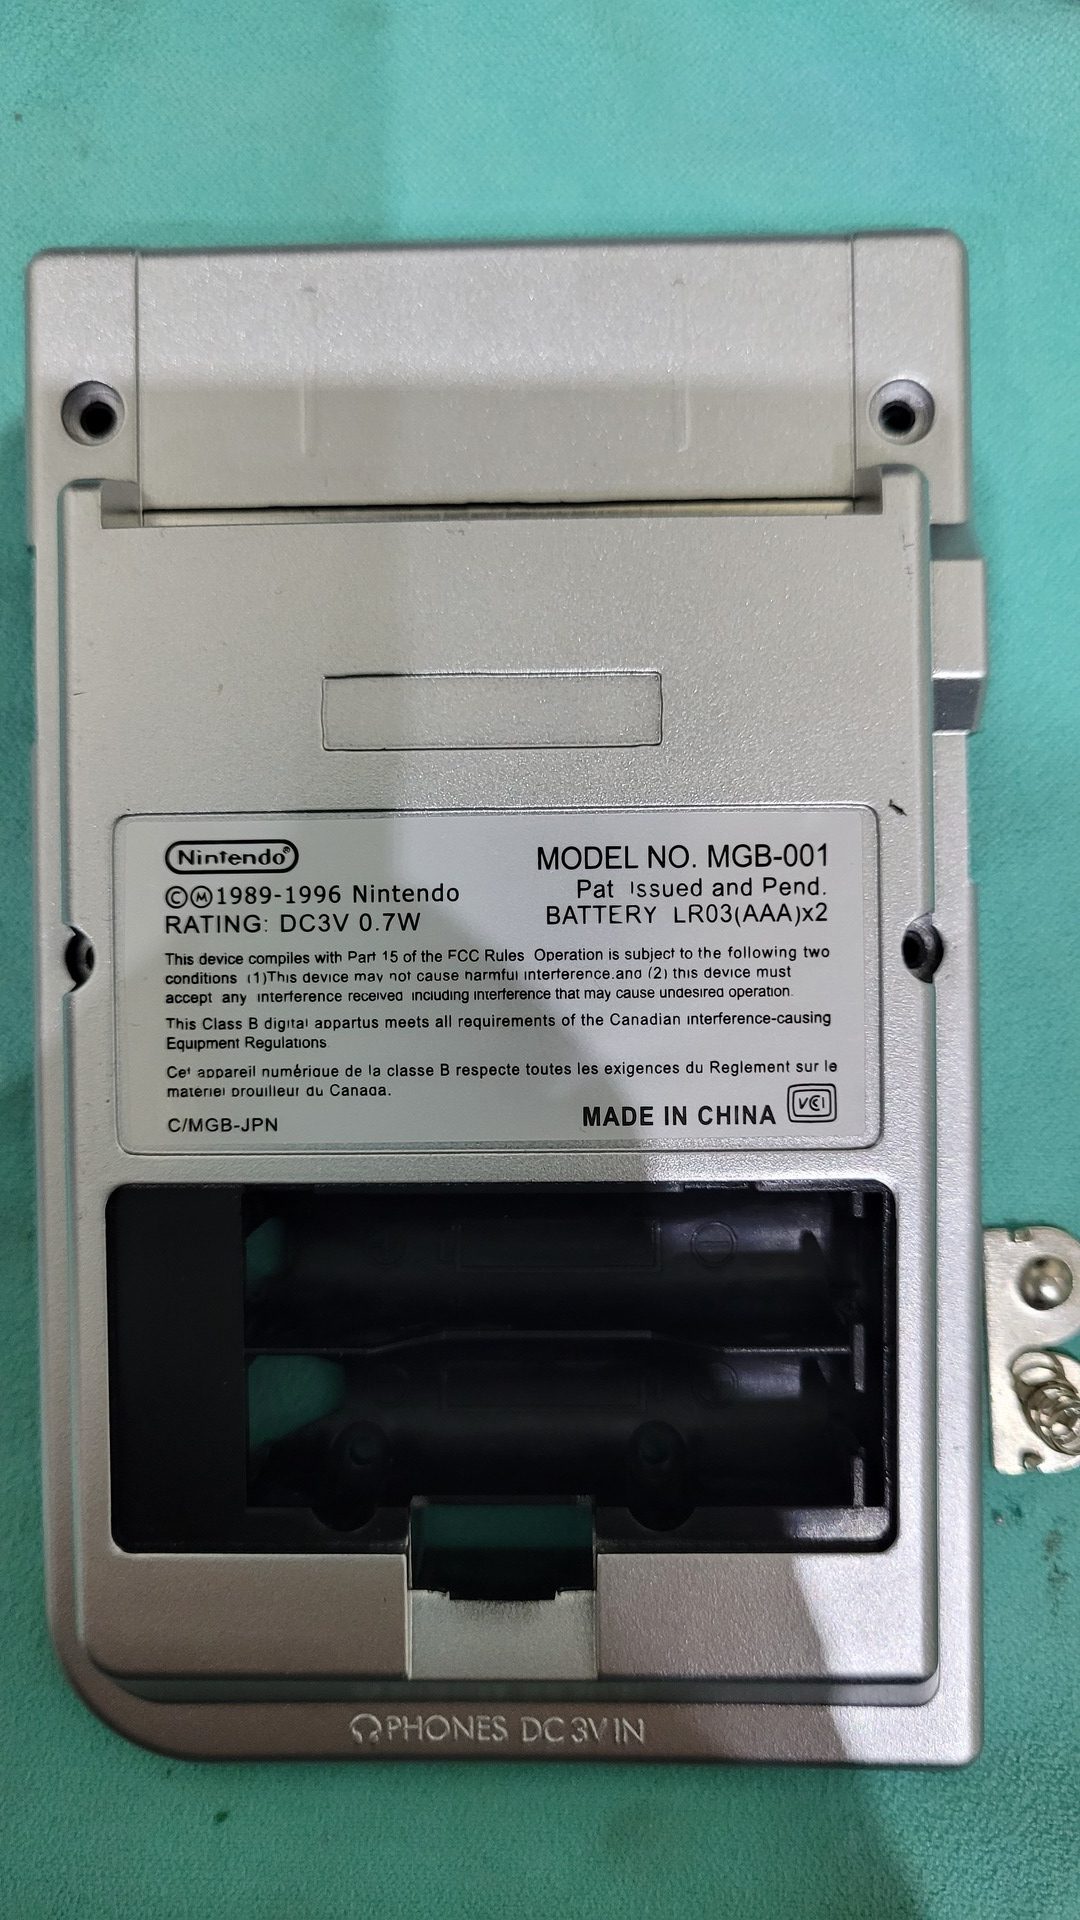 Nintendo®
MODEL NO. MGB-001
©Ⓜ1989-1996 Nintendo
Pat Issued and Pend.
RATING: DC3V 0.7W
BATTERY LR03(AAA)x2
This device compiles with Part 15 of the FCC Rules Operation is subject to the following two
conditions (1)This device may not cause harmful interference.and (2) this device must
accept any interference received including interference that may cause undesired operation.
This Class B digital appartus meets all requirements of the Canadian interference-causing
Equipment Regulations
Cet appareil numérique de la classe B respecte toutes les exigences du Reglement sur le
matériel brouilleur du Canada.
C/MGB-JPN
MADE IN CHINA
VCI
PHONES DC 3V IN